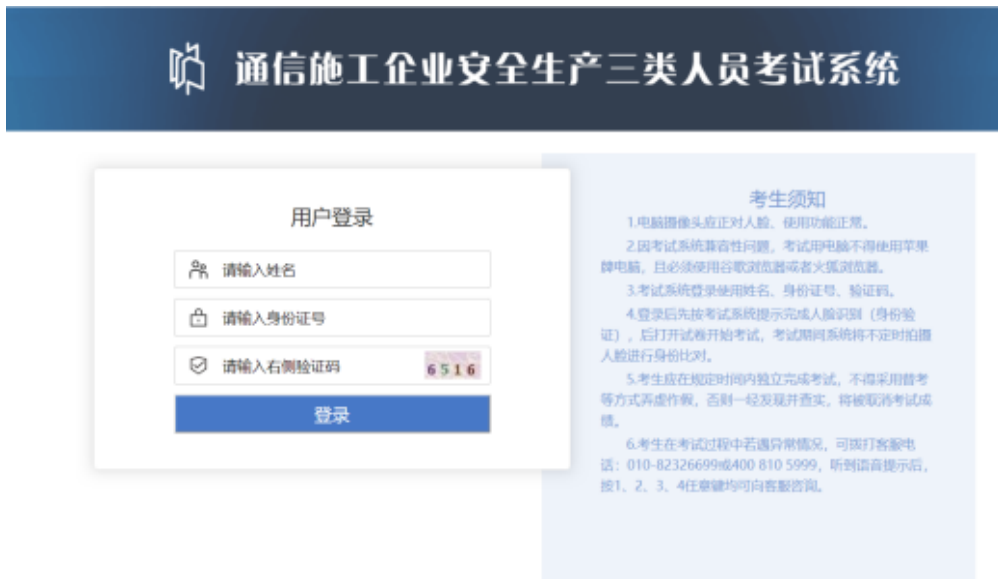 通信施工企业安全生产三类人员考试系统
用户登录
请输入姓名
请输入身份证号
请输入右侧验证码
6516
登录
考生须知
1.电脑摄像头应正对人脸、使用功能正常。
2.因考试系统兼容性问题，考试用电脑不得使用苹果
牌电脑，且必须使用谷歌浏览器或者火狐浏览器。
3.考试系统登录使用姓名、身份证号、验证码。
4.登录后先按考试系统提示完成人脸识别（身份验
证），后打开试卷开始考试，考试期间系统将不定时拍摄
人脸进行身份比对。
5.考生应在规定时间内独立完成考试，不得采用替考
等方式弄虚作假，否则一经发现并查实，将被取消考试成
绩。
6.考生在考试过程中若遇异常情况，可拨打客服电
话：010-82326699或400 810 5999，听到语音提示后，
按1、2、3、4任意键均可向客服咨询。